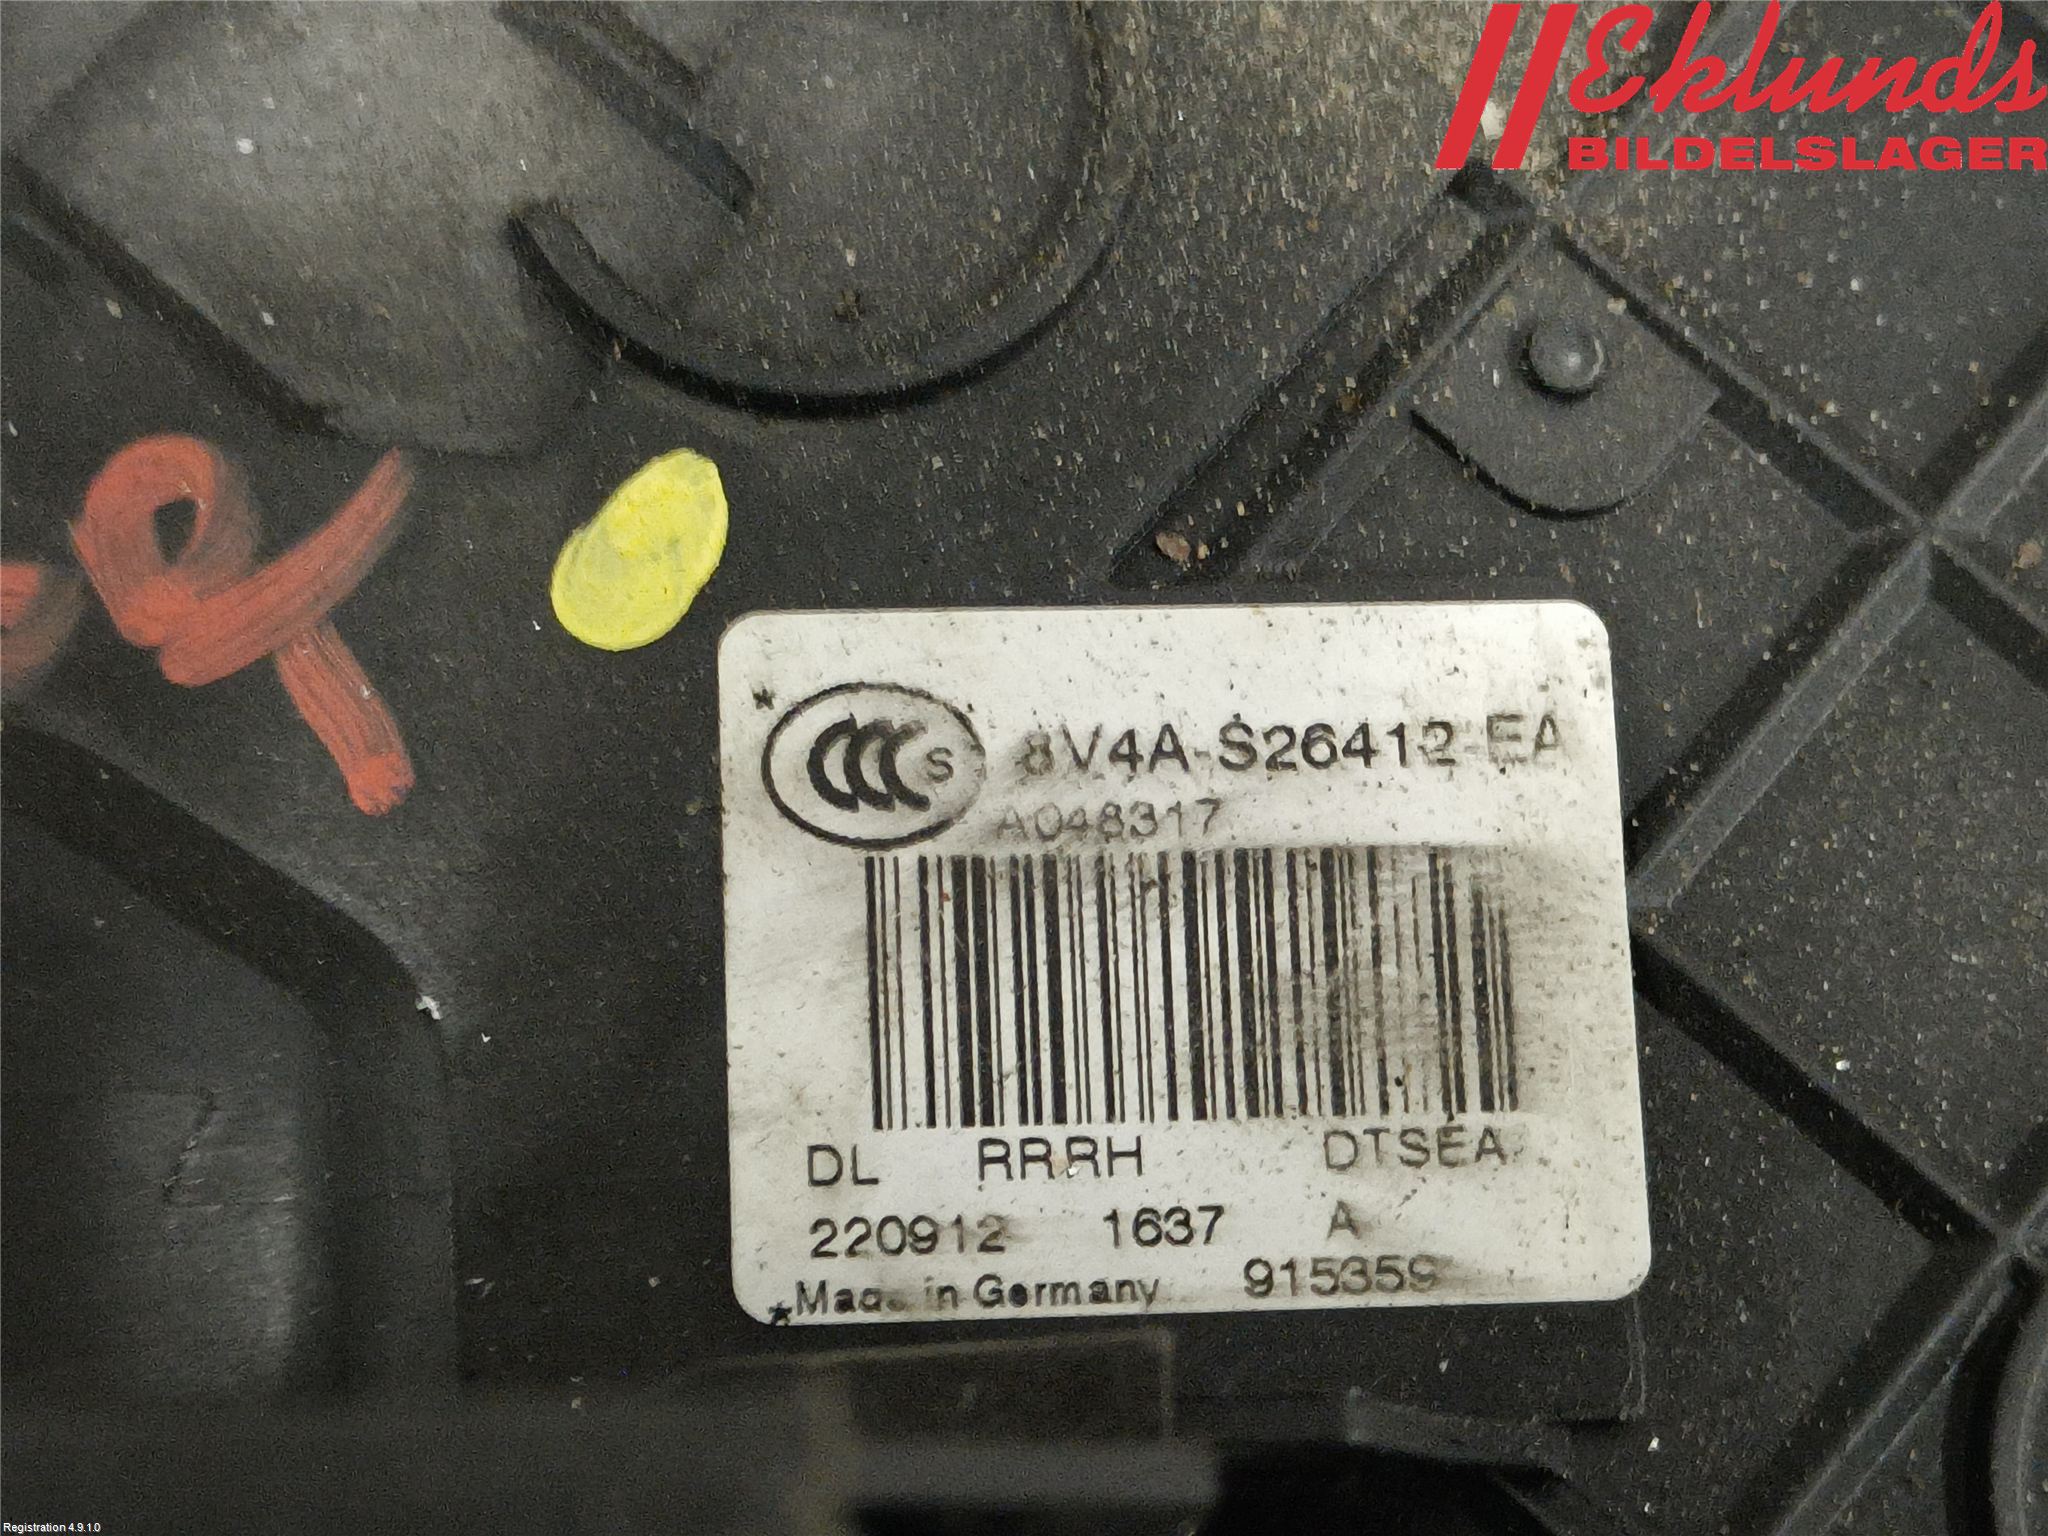 Eklunds
BILDELSLAGER
S 8V4A-S26412-EA
A048317
DL RRRH DTSEA
220912 1637 A
Made in Germany 915359
Registration 4.9.1.0